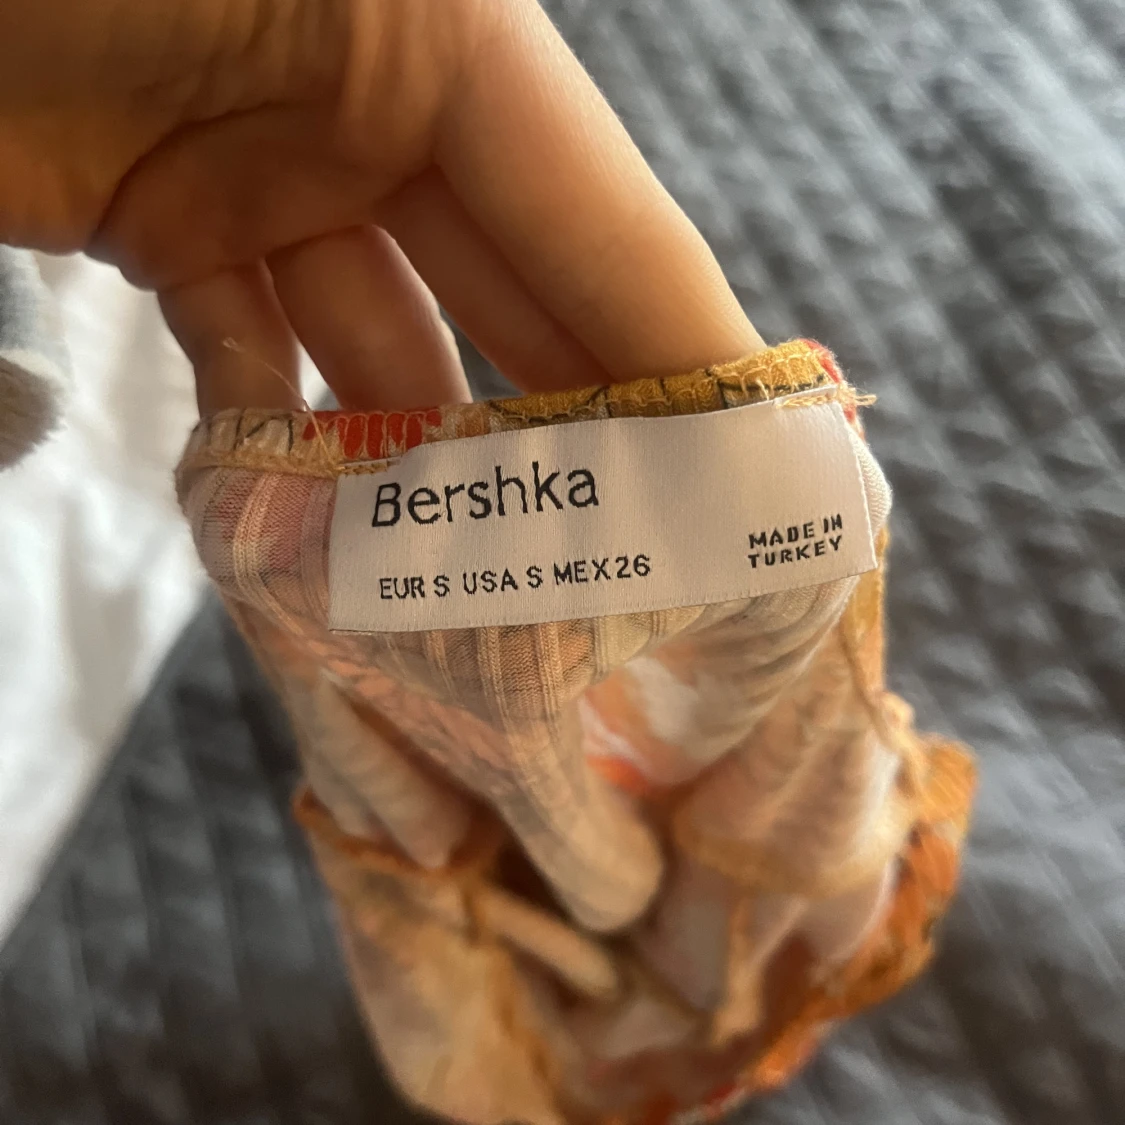 Bershka
EUR S USA S MEX 26
MADE IN
TURKEY